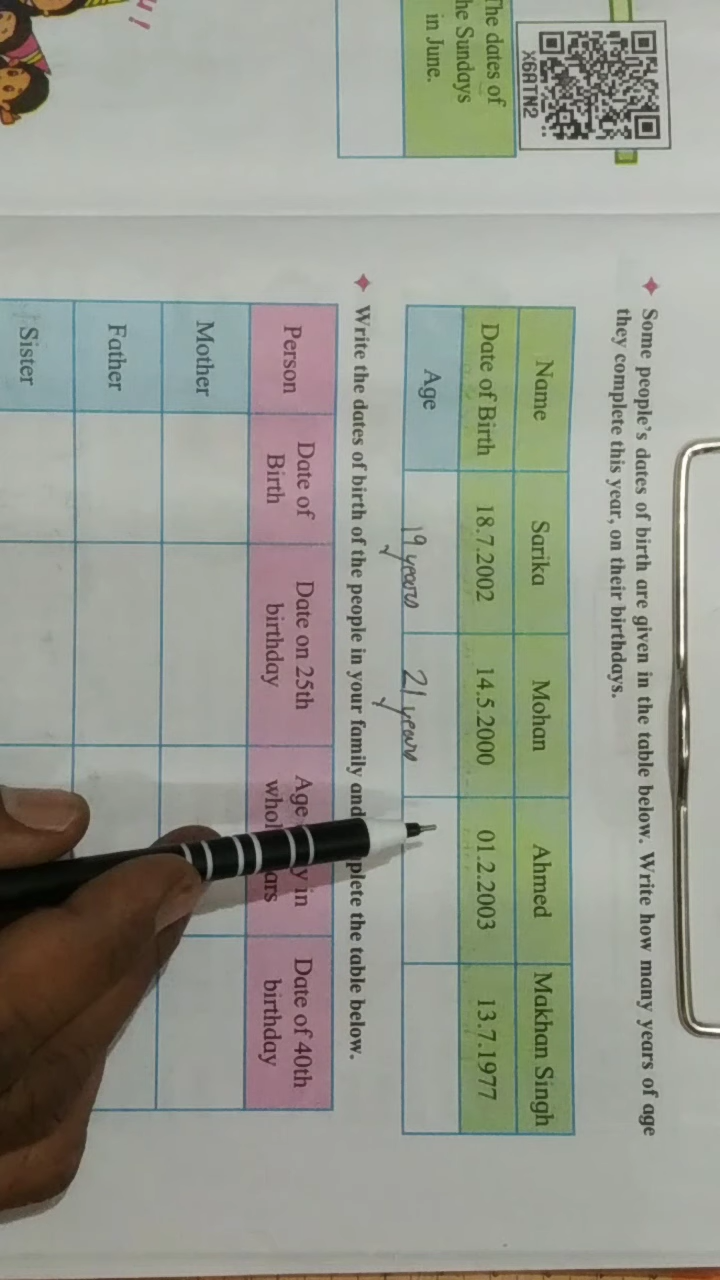 u!
The dates of
he Sundays
in June.
X6ATN2
Some people's dates of birth are given in the table below. Write how many years of age
they complete this year, on their birthdays.
Name Sarika Mohan Ahmed Makhan Singh
Date of Birth 18.7.2002 14.5.2000 01.2.2003 13.7.1977
Age 19 years 21 years
Write the dates of birth of the people in your family and plete the table below.
Person Date of Birth Date on 25th birthday Age y in whol ars Date of 40th birthday
Mother
Father
Sister